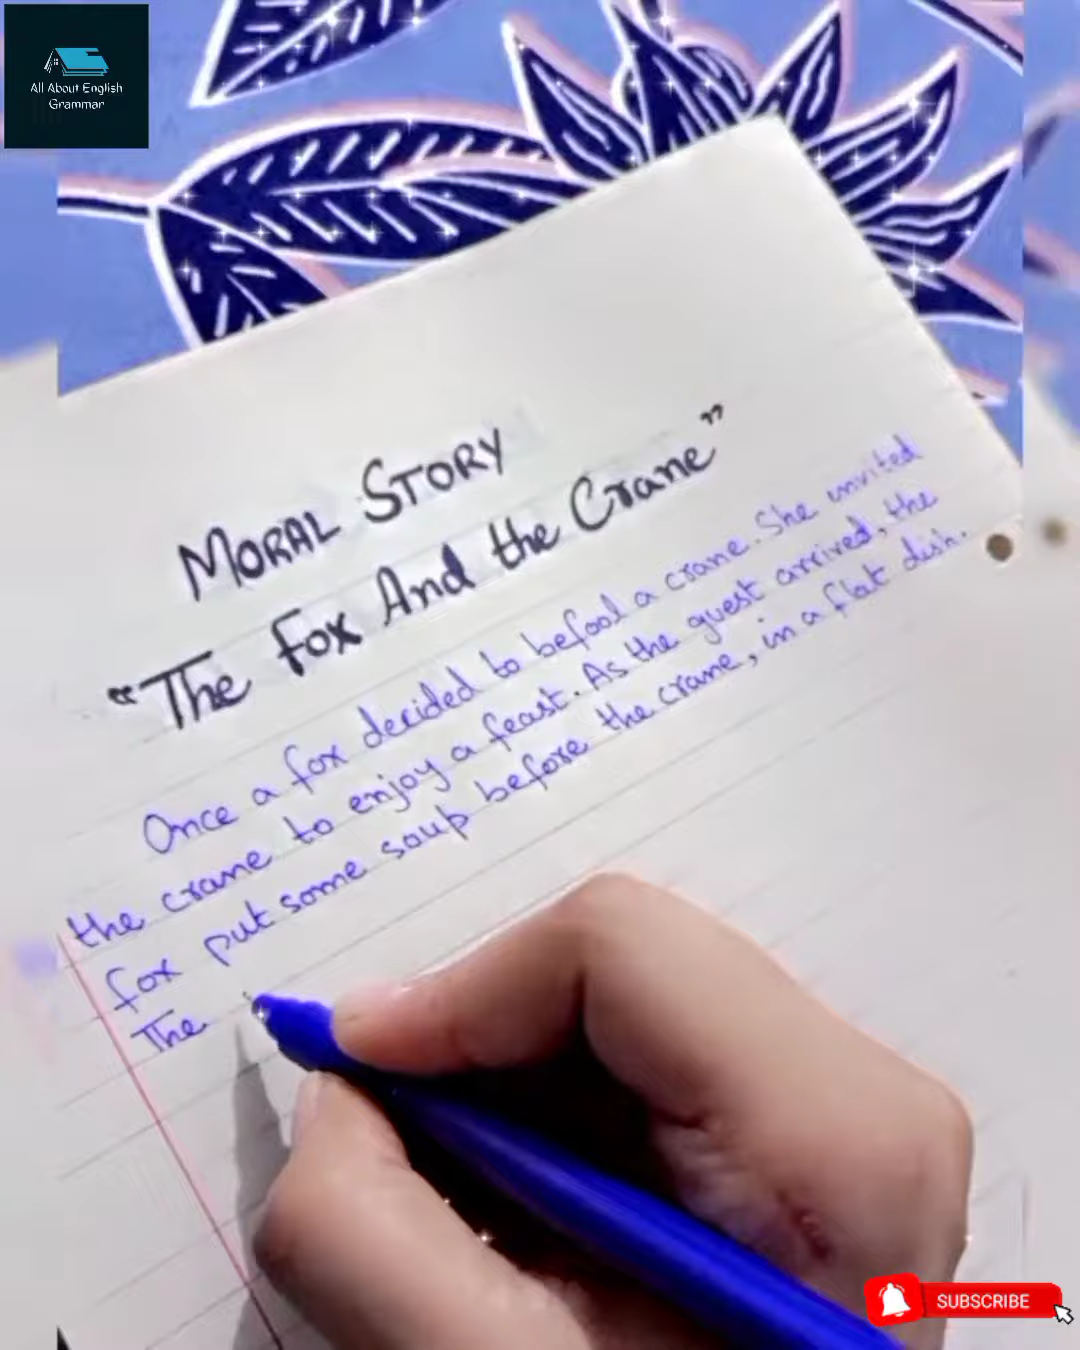 All About English
Grammar
MORAL STORY
"The Fox And the Crane"
Once a fox decided to befool a crane. She invited
the crane to enjoy a feast. As the guest arrived, the
fox put some soup before the crane, in a flat dish.
The
SUBSCRIBE